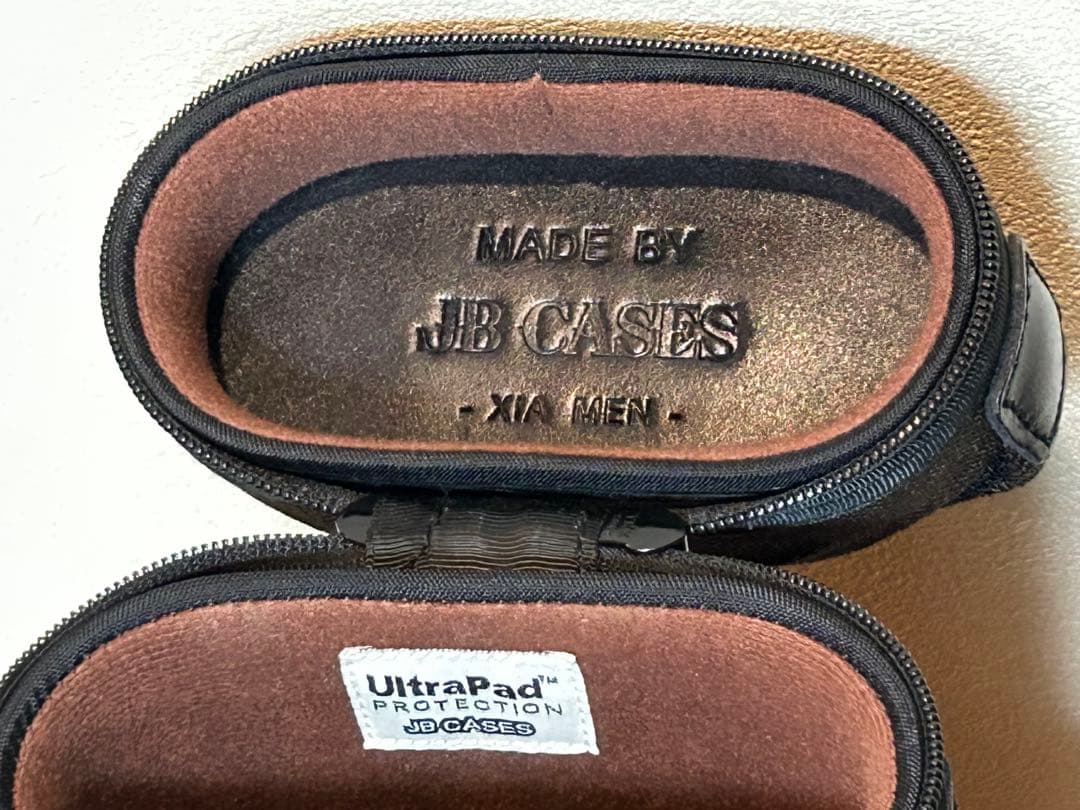 MADE BY
JB CASES
- XIA MEN -
UltraPad™
PROTECTION
JB CASES